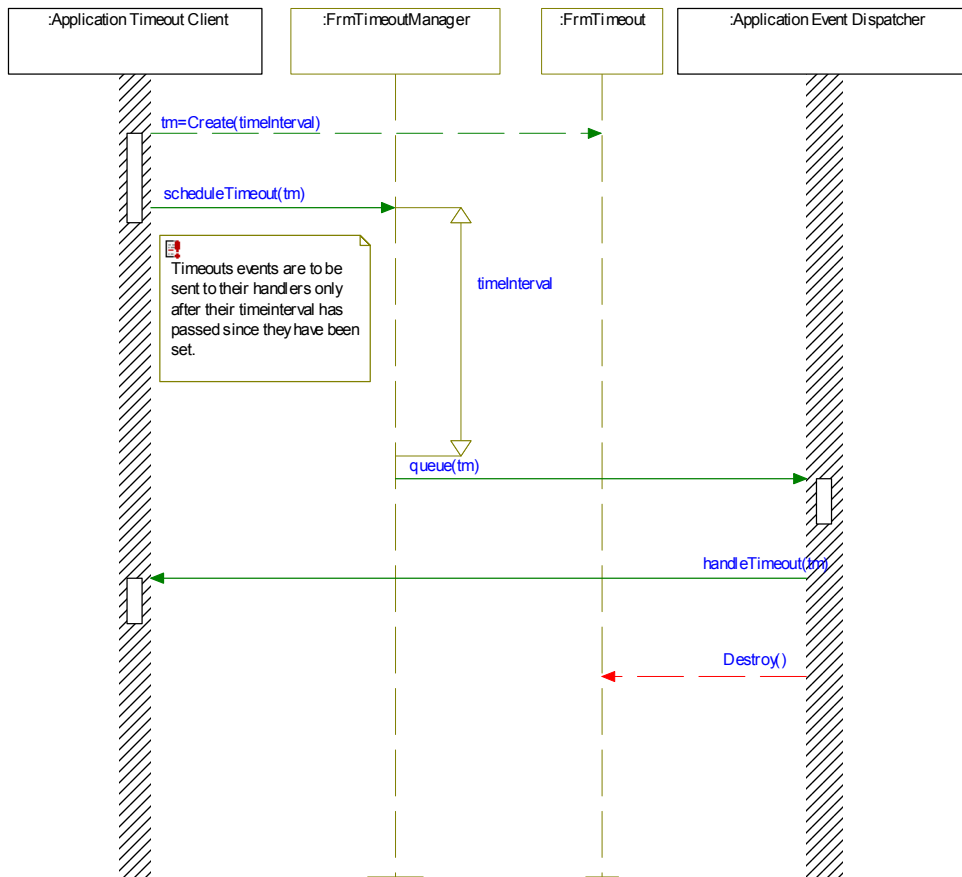 :Application Timeout Client
:FrmTimeoutManager
:FrmTimeout
:Application Event Dispatcher
tm=Create(timeInterval)
scheduleTimeout(tm)
Timeouts events are to be
sent to their handlers only
after their timeinterval has
passed since they have been
set.
timeInterval
queue(tm)
handleTimeout(tm)
Destroy()